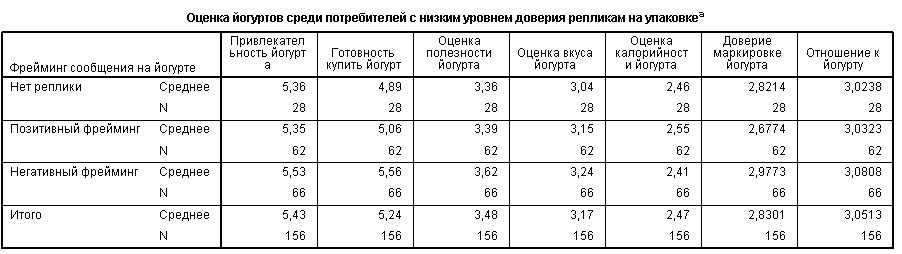 Оценка йогуртов среди потребителей с низким уровнем доверия репликам на упаковке a
Фрейминг сообщения на йогурте Привлекател ьность йогурт а Готовность купить йогурт Оценка полезности йогурта Оценка вкуса йогурта Оценка калорийност и йогурта Доверие маркировке йогурта Отношение к йогурту
Нет реплики Среднее 5,36 4,89 3,36 3,04 2,46 2,8214 3,0238
N 28 28 28 28 28 28 28
Позитивный фрейминг Среднее 5,35 5,06 3,39 3,15 2,55 2,6774 3,0323
N 62 62 62 62 62 62 62
Негативный фрейминг Среднее 5,53 5,56 3,62 3,24 2,41 2,9773 3,0808
N 66 66 66 66 66 66 66
Итого Среднее 5,43 5,24 3,48 3,17 2,47 2,8301 3,0513
N 156 156 156 156 156 156 156